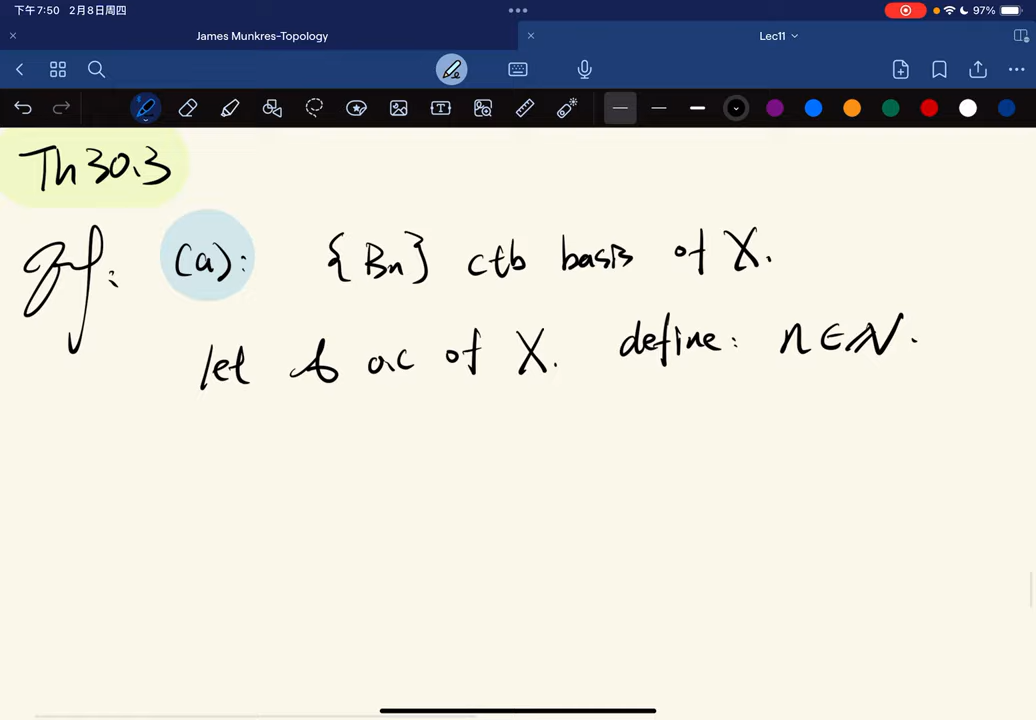 下午7:50 2月8日周四
97%
James Munkres-Topology
Lec11
Th 30.3
pf: (a): {Bn} ctb basis of X.
let A oc of X. define: n∈N.